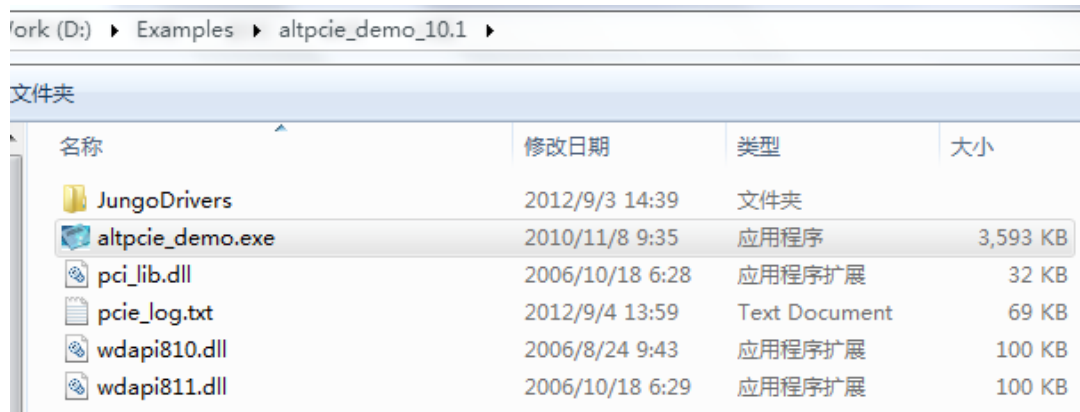 (D:) Examples altpcie_demo_10.1
文件夹
名称 修改日期 类型 大小
JungoDrivers 2012/9/3 14:39 文件夹
altpcie_demo.exe 2010/11/8 9:35 应用程序 3,593 KB
pci_lib.dll 2006/10/18 6:28 应用程序扩展 32 KB
pcie_log.txt 2012/9/4 13:59 Text Document 69 KB
wdapi810.dll 2006/8/24 9:43 应用程序扩展 100 KB
wdapi811.dll 2006/10/18 6:29 应用程序扩展 100 KB